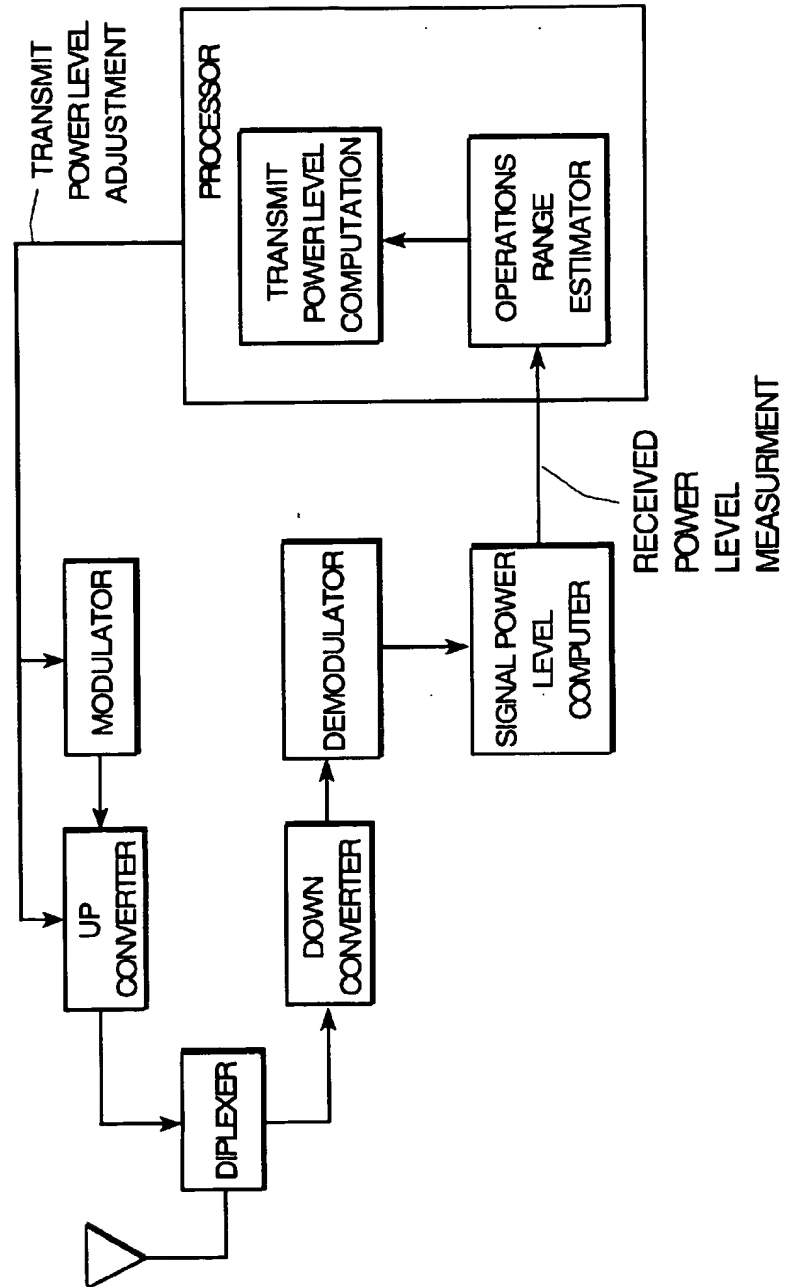 TRANSMIT
POWER LEVEL
ADJUSTMENT
PROCESSOR
TRANSMIT
POWER LEVEL
COMPUTATION
OPERATIONS
RANGE
ESTIMATOR
MODULATOR
UP
CONVERTER
DIPLEXER
DOWN
CONVERTER
DEMODULATOR
SIGNAL POWER
LEVEL
COMPUTER
RECEIVED
POWER
LEVEL
MEASURMENT